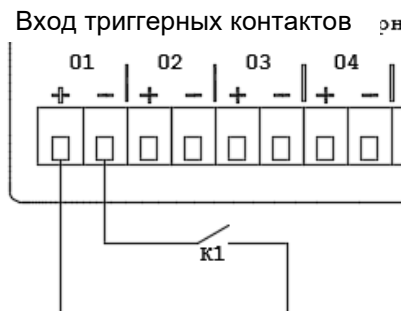 Вход триггерных контактов
01 02 03 04
+ - + - + - + -
K1